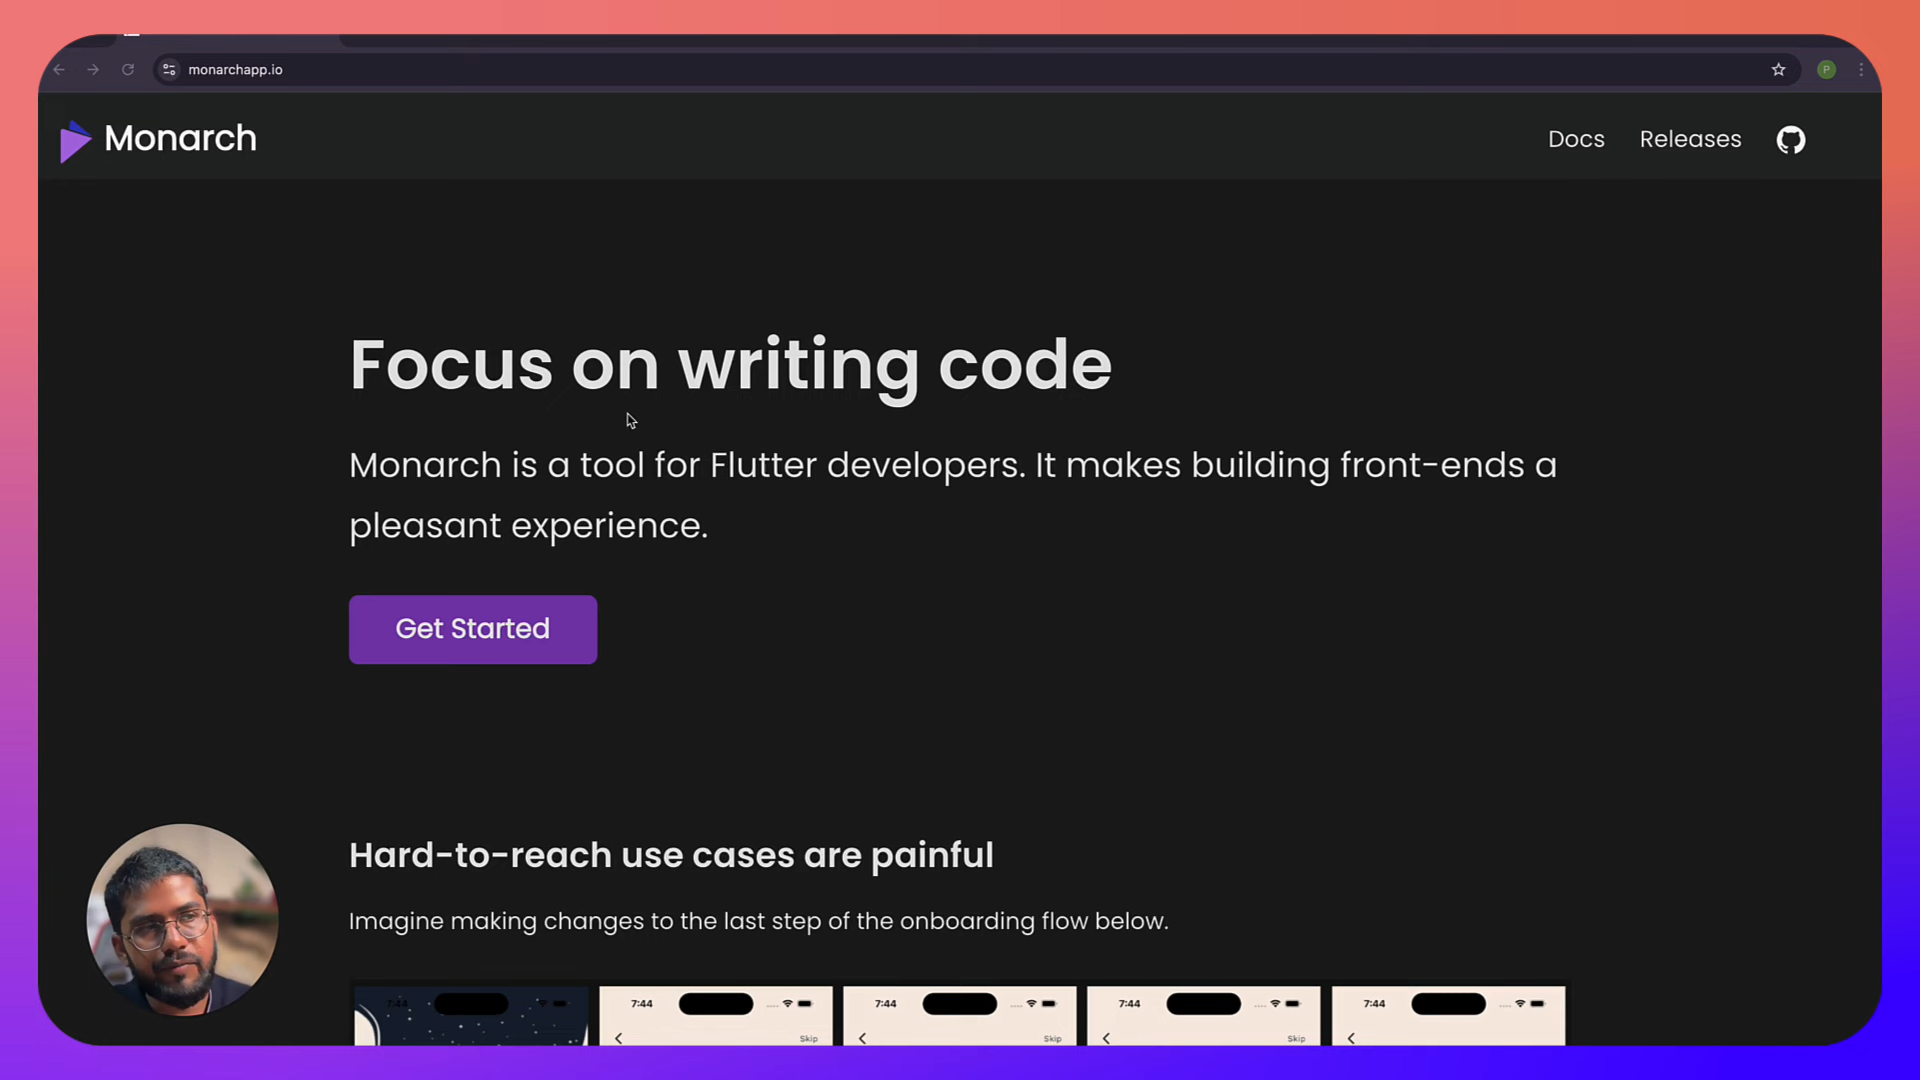 monarchapp.io
P
Monarch
Docs
Releases
Focus on writing code
Monarch is a tool for Flutter developers. It makes building front-ends a
pleasant experience.
Get Started
Hard-to-reach use cases are painful
Imagine making changes to the last step of the onboarding flow below.
7:44
7:44
7:44
7:44
7:44
Skip
Skip
Skip